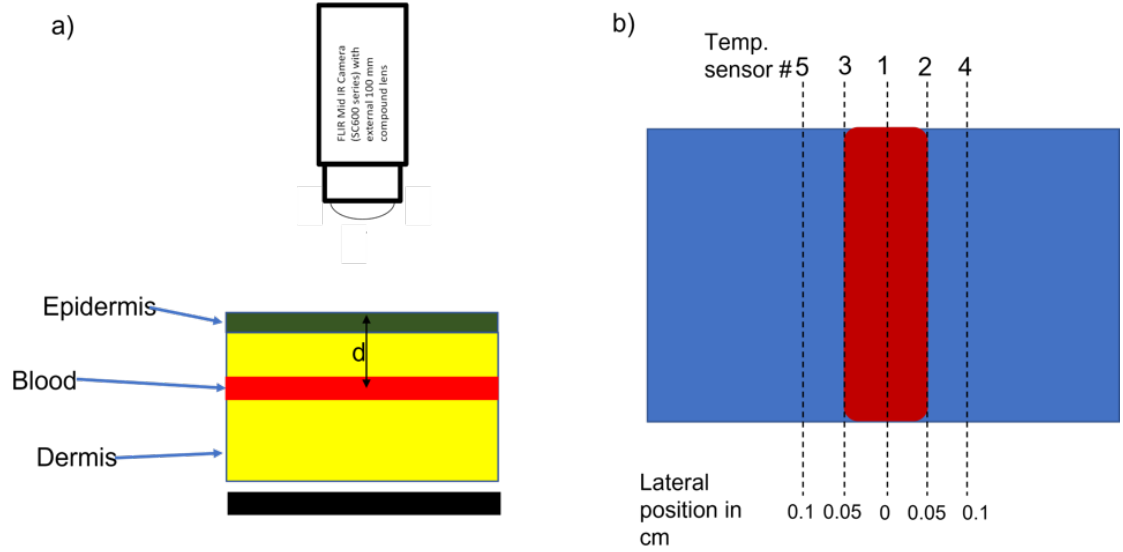 a)
FLIR Mid IR Camera
(SC600 series) with
external 100 mm
compound lens
Epidermis
d
Blood
Dermis
b)
Temp.
sensor # 5 3 1 2 4
Lateral
position in
cm
0.1 0.05 0 0.05 0.1